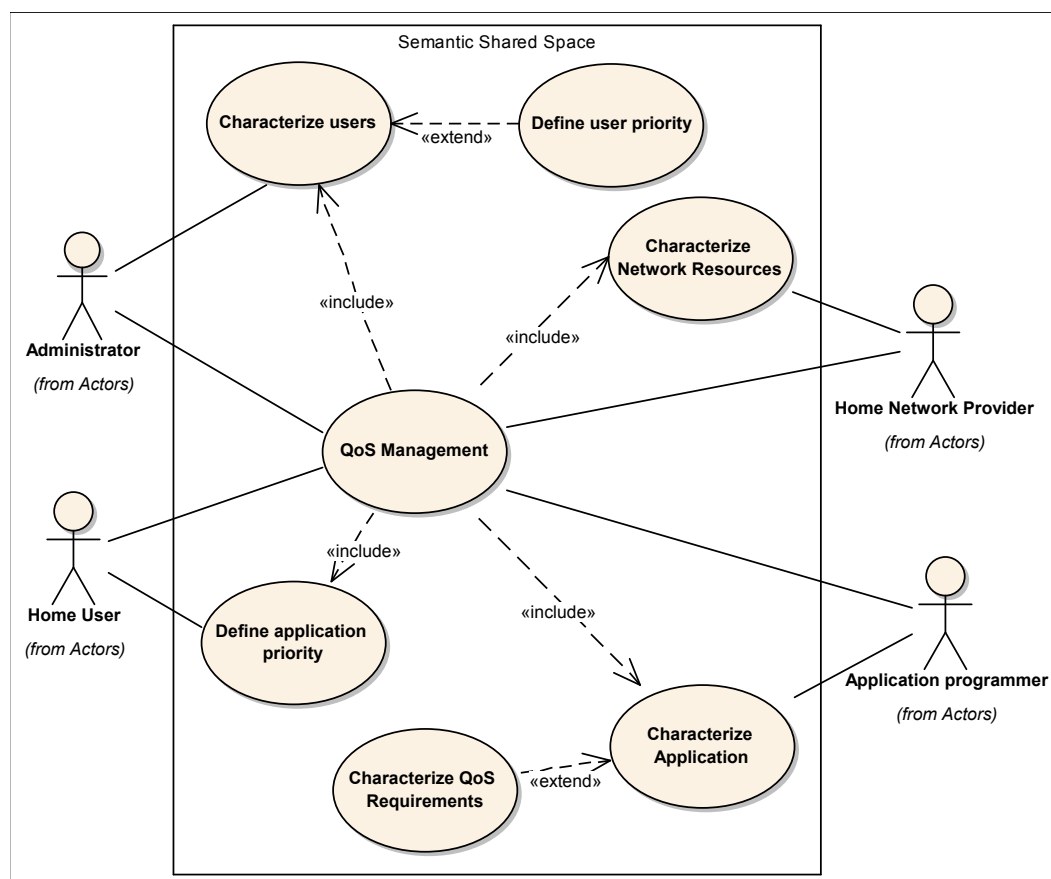 Semantic Shared Space
Characterize users
Define user priority
«extend»
Characterize
Network Resources
«include»
«include»
Administrator
(from Actors)
Home Network Provider
(from Actors)
QoS Management
«include»
Home User
(from Actors)
Define application
priority
«include»
Application programmer
(from Actors)
Characterize
Application
Characterize QoS
Requirements
«extend»